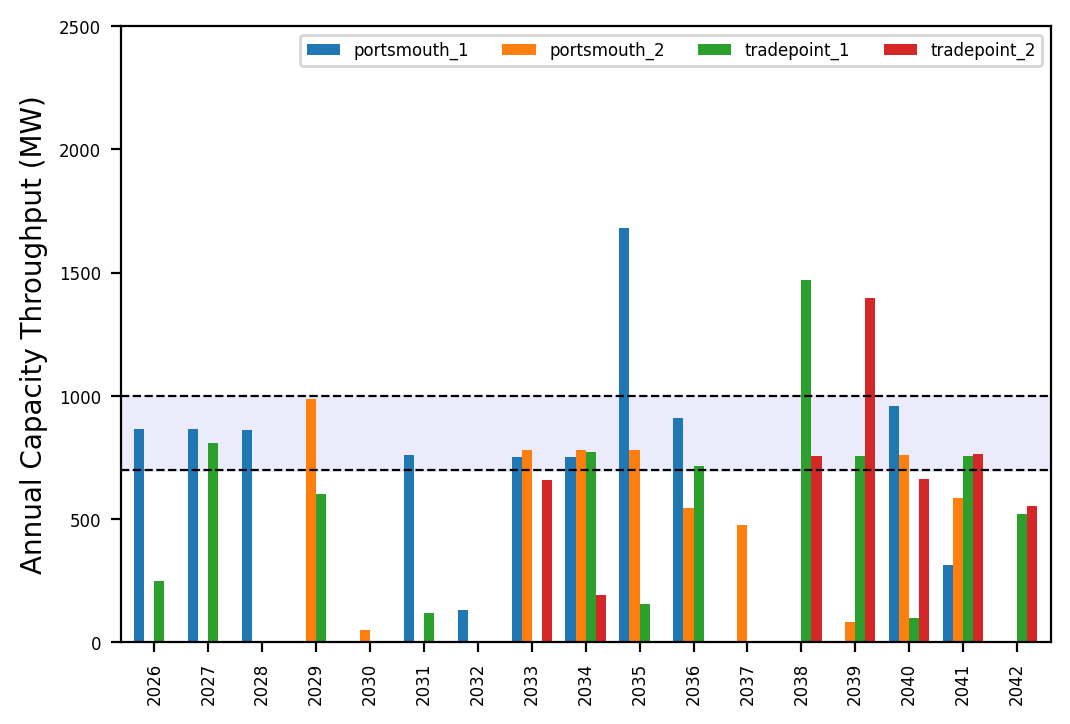 portsmouth_1 portsmouth_2 tradepoint_1 tradepoint_2
Annual Capacity Throughput (MW)
2500
2000
1500
1000
500
0
2026 2027 2028 2029 2030 2031 2032 2033 2034 2035 2036 2037 2038 2039 2040 2041 2042